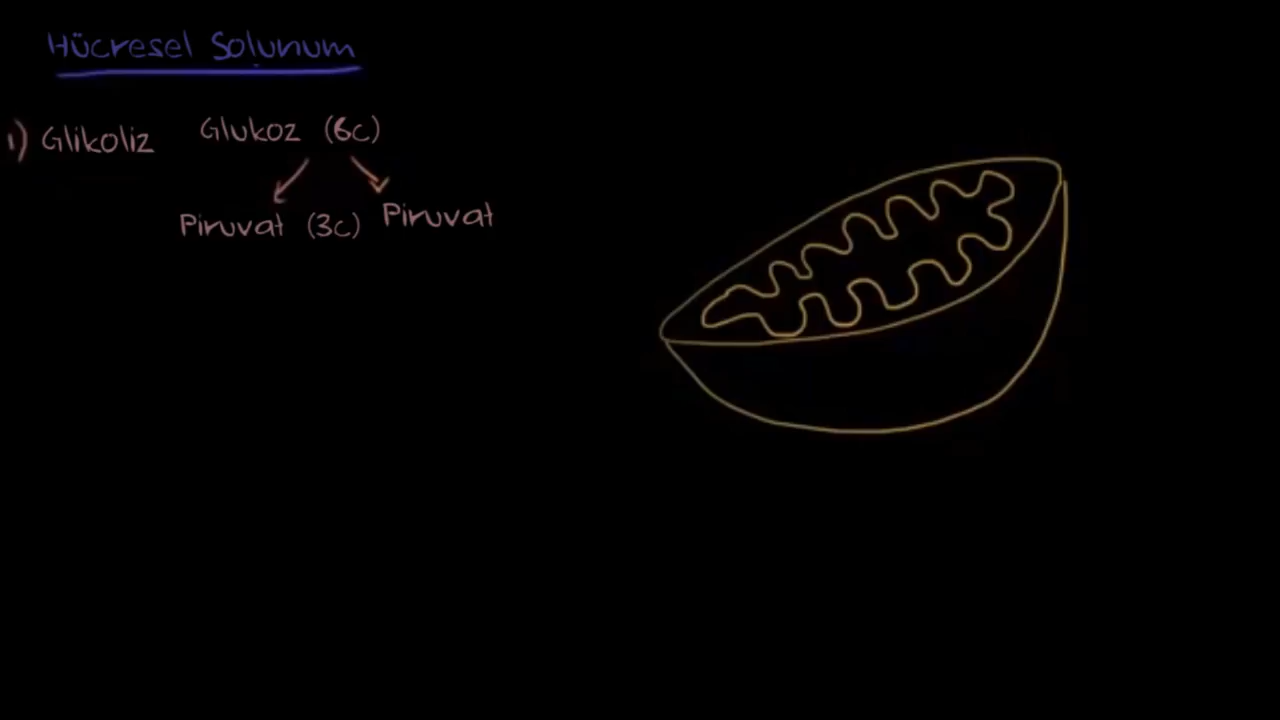 Hücresel Solunum
1) Glikoliz Glukoz (6c)
Piruvat (3c) Piruvat